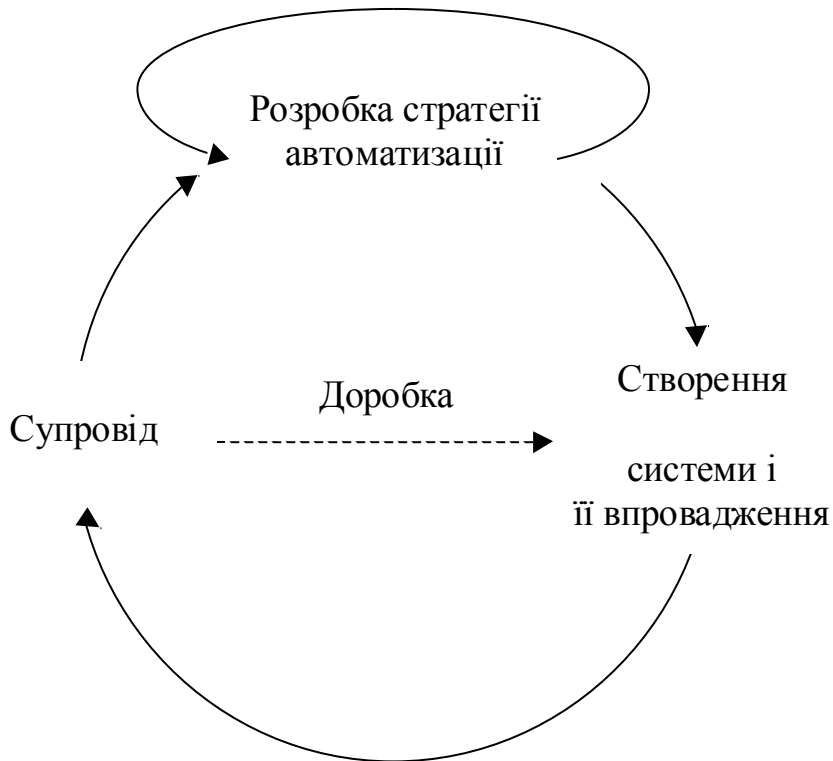 Розробка стратегії
автоматизації
Створення
Доробка
Супровід
системи і
її впровадження